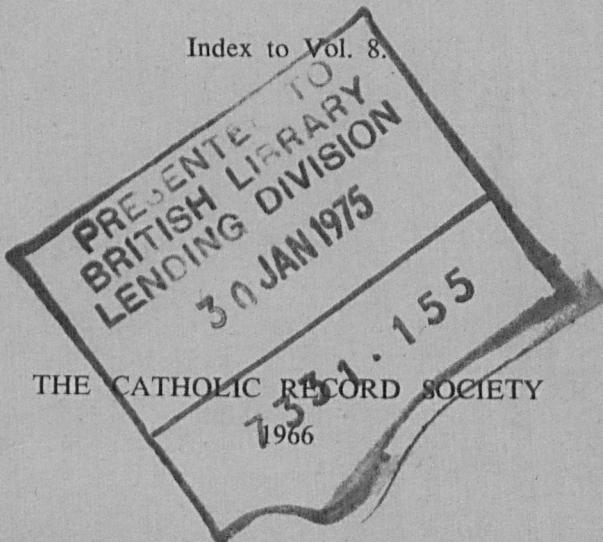 Index to Vol. 8.
PRESENTED TO
BRITISH LIBRARY
LENDING DIVISION
30 JAN 1975
7331.155
THE CATHOLIC RECORD SOCIETY
1966